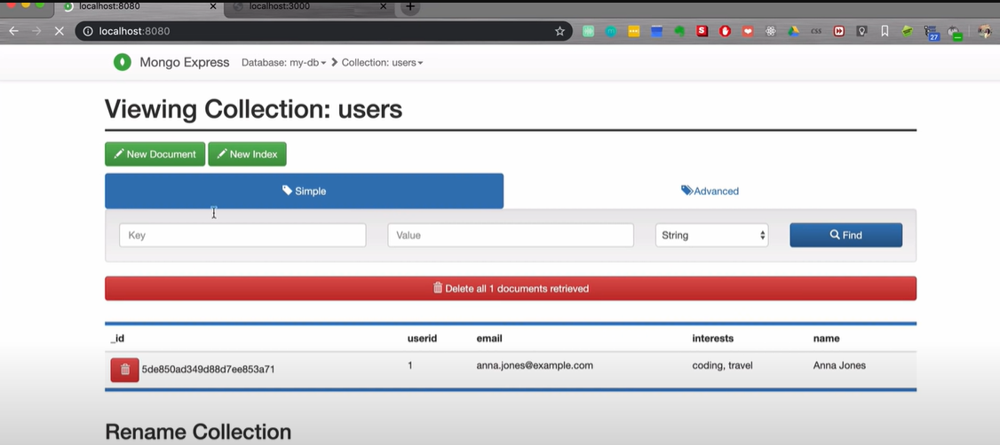 localhost:8080
localhost:3000
localhost:8080
css
27
Mongo Express Database: my-db Collection: users
Viewing Collection: users
New Document New Index
Simple Advanced
Key Value String Find
Delete all 1 documents retrieved
_id userid email interests name
5de850ad349d88d7ee853a71 1 anna.jones@example.com coding, travel Anna Jones
Rename Collection